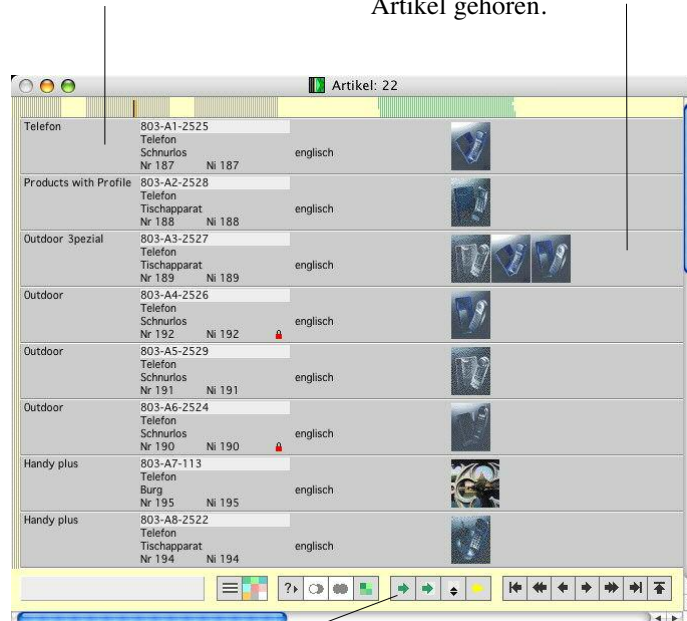 Artikel gehören.
Artikel: 22
Telefon 803-A1-2525
Telefon
Schnurlos englisch
Nr 187 Ni 187
Products with Profile 803-A2-2528
Telefon
Tischapparat englisch
Nr 188 Ni 188
Outdoor 3pezial 803-A3-2527
Telefon
Tischapparat englisch
Nr 189 Ni 189
Outdoor 803-A4-2526
Telefon
Schnurlos englisch
Nr 192 Ni 192
Outdoor 803-A5-2529
Telefon
Schnurlos englisch
Nr 191 Ni 191
Outdoor 803-A6-2524
Telefon
Schnurlos englisch
Nr 190 Ni 190
Handy plus 803-A7-113
Telefon
Burg englisch
Nr 195 Ni 195
Handy plus 803-A8-2522
Telefon
Tischapparat englisch
Nr 194 Ni 194
?